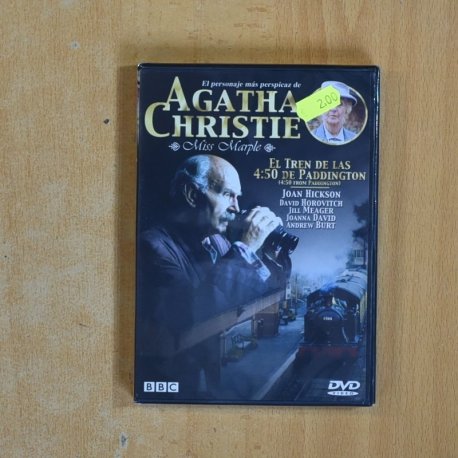 El personaje más perspicaz de
AGATHA
CHRISTIE
Miss Marple
2,00
EL TREN DE LAS
4:50 DE PADDINGTON
(4:50 FROM PADDINGTON)
JOAN HICKSON
DAVID HOROVITCH
JILL MEAGER
JOANNA DAVID
ANDREW BURT
BBC
DVD
VIDEO